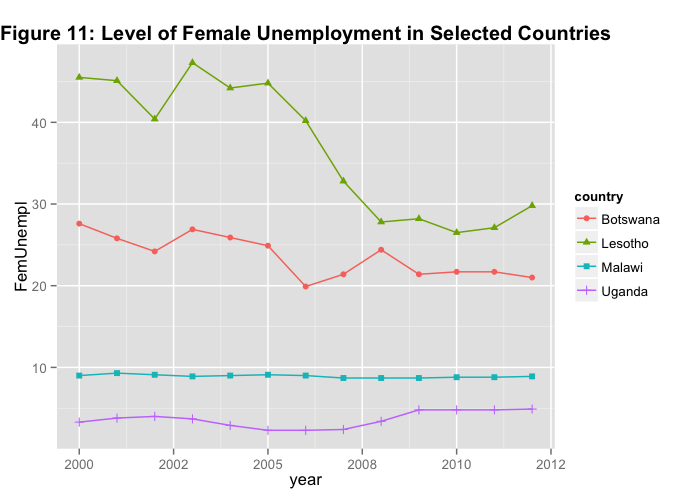 Figure 11: Level of Female Unemployment in Selected Countries
FemUnempl
40
30
20
10
2000 2002 2005 2008 2010 2012
year
country
Botswana
Lesotho
Malawi
Uganda